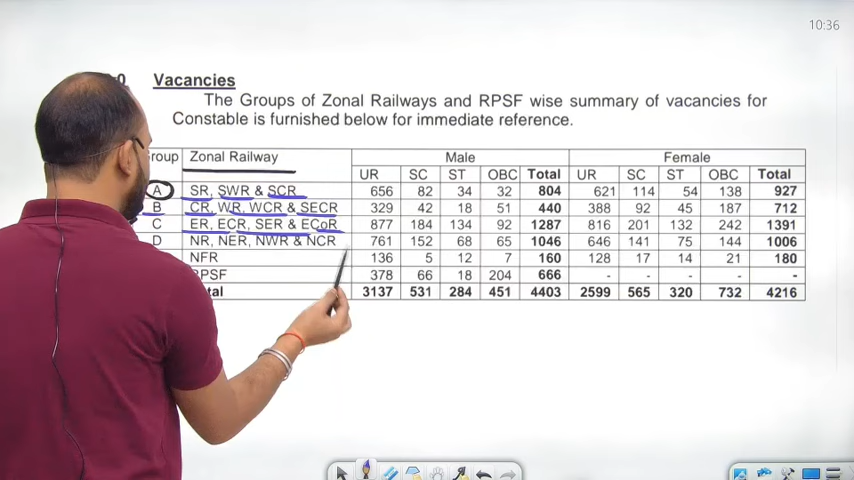 10:36
Vacancies
The Groups of Zonal Railways and RPSF wise summary of vacancies for
Constable is furnished below for immediate reference.
Zonal Railway Male Female
UR SC ST OBC Total UR SC ST OBC Total
A SR, SWR & SCR 656 82 34 32 804 621 114 54 138 927
B CR, WR, WCR & SECR 329 42 18 51 440 388 92 45 187 712
C ER, ECR, SER & ECoR 877 184 134 92 1287 816 201 132 242 1391
D NR, NER, NWR & NCR 761 152 68 65 1046 646 141 75 144 1006
NFR 136 5 12 7 160 128 17 14 21 180
378 66 18 204 666 - - - - -
3137 531 284 451 4403 2599 565 320 732 4216